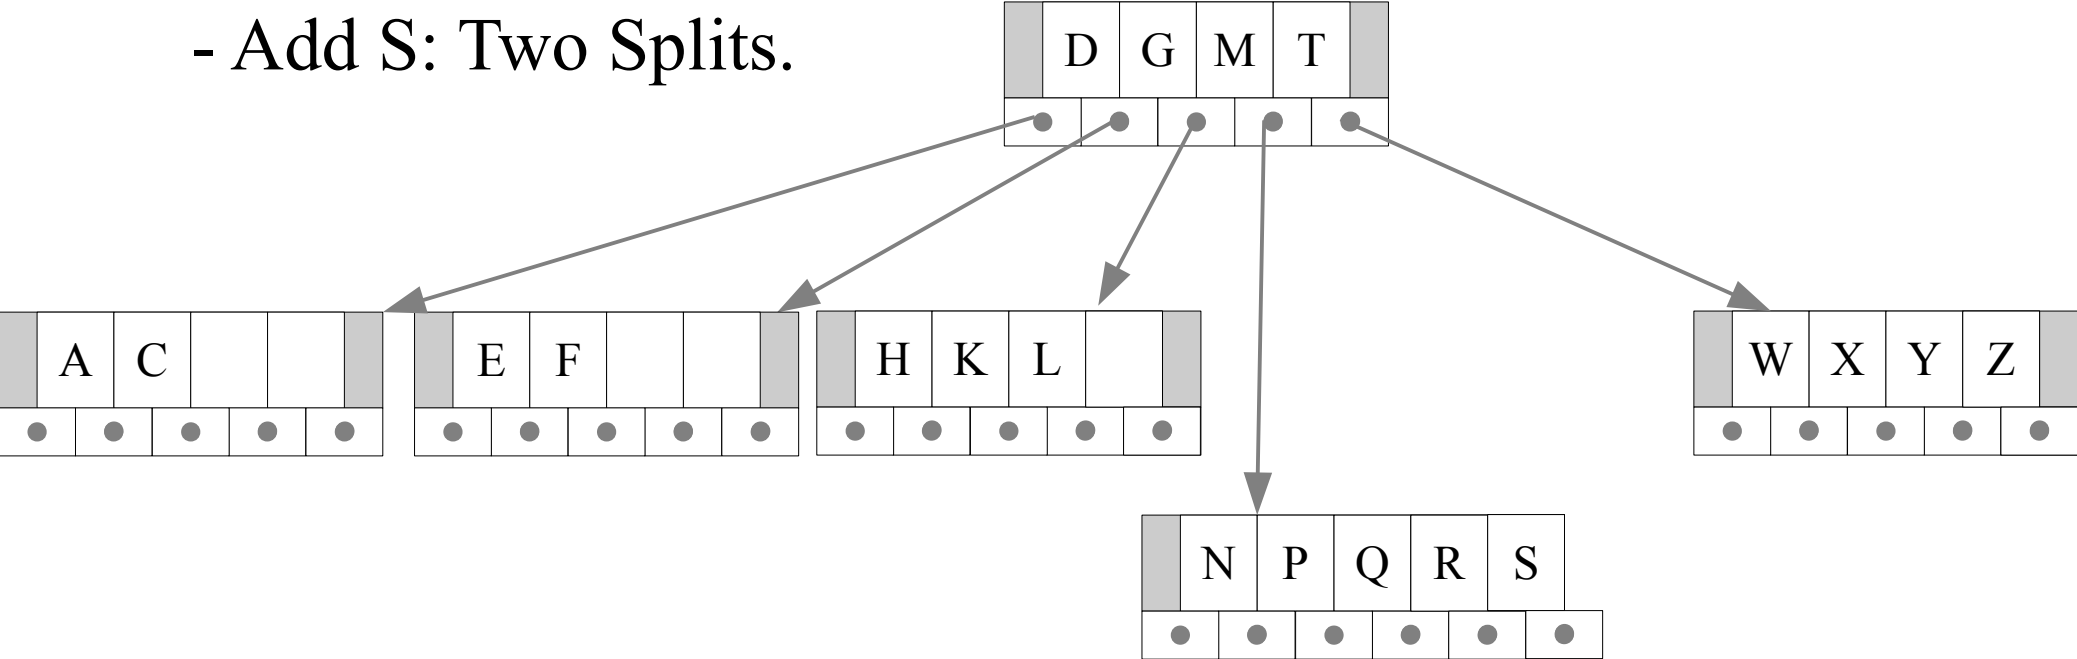 - Add S: Two Splits.
D G M T
A C
E F
H K L
W X Y Z
N P Q R S